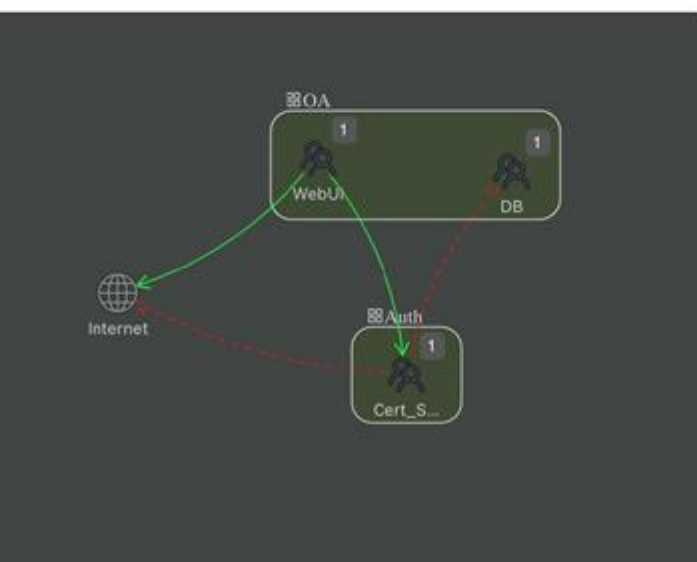 OA
1
WebUI
1
DB
Internet
Auth
1
Cert_S...